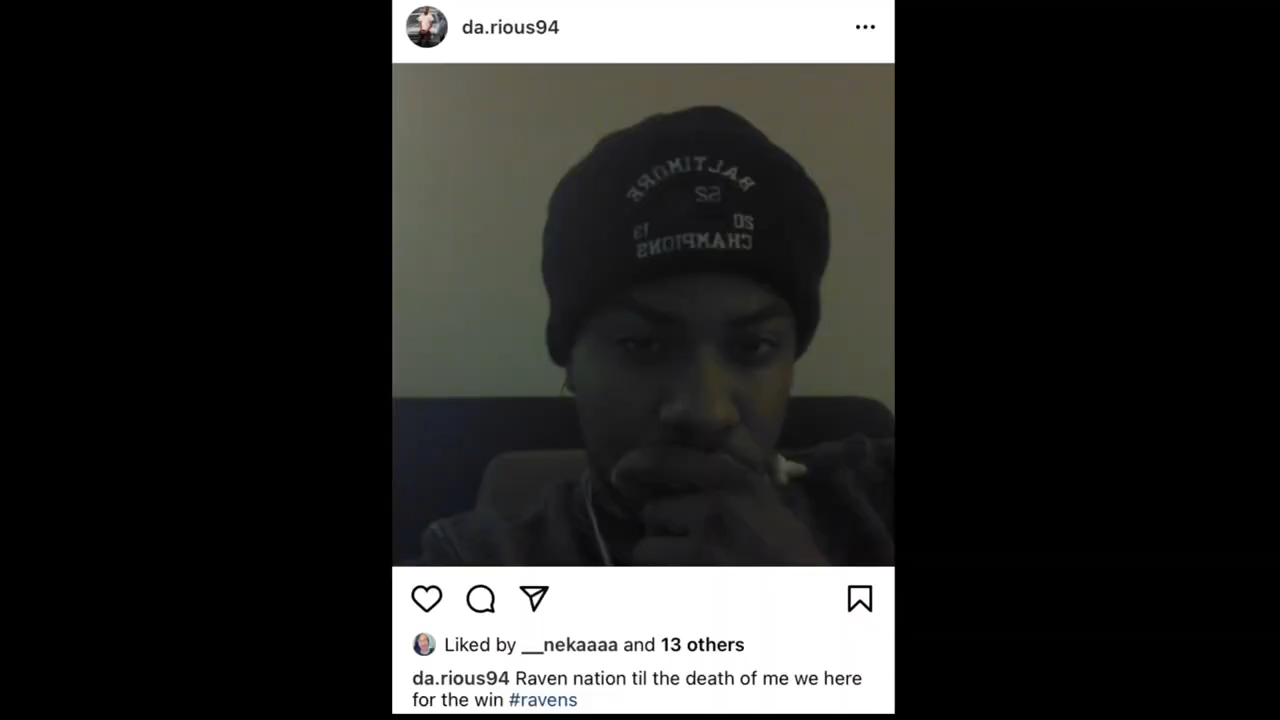 da.rious94
BALTIMORE
52
20 13
CHAMPIONS
Liked by __nekaaaa and 13 others
da.rious94 Raven nation til the death of me we here
for the win #ravens